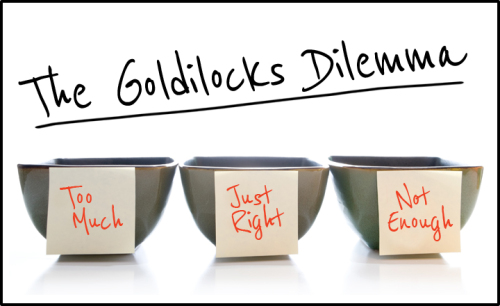 The Goldilocks Dilemma
Too
Much
Just
Right
Not
Enough